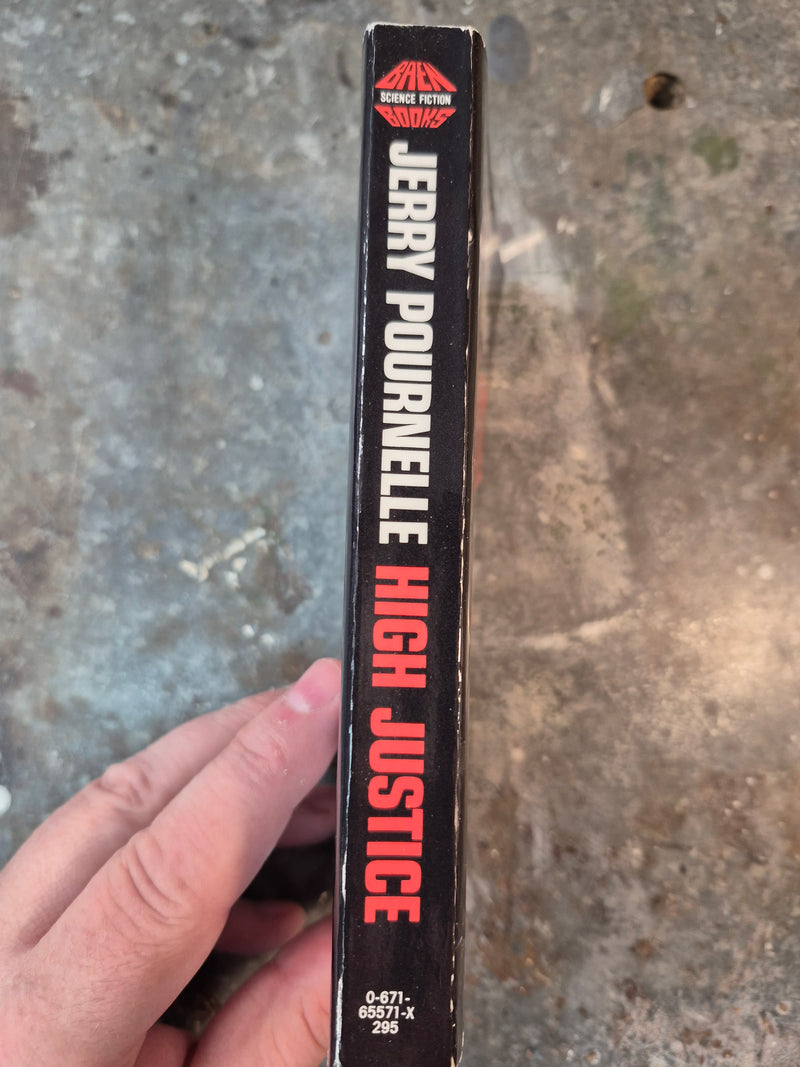 BAEN
SCIENCE FICTION
BOOKS
JERRY POURNELLE HIGH JUSTICE
0-671-
65571-X
295